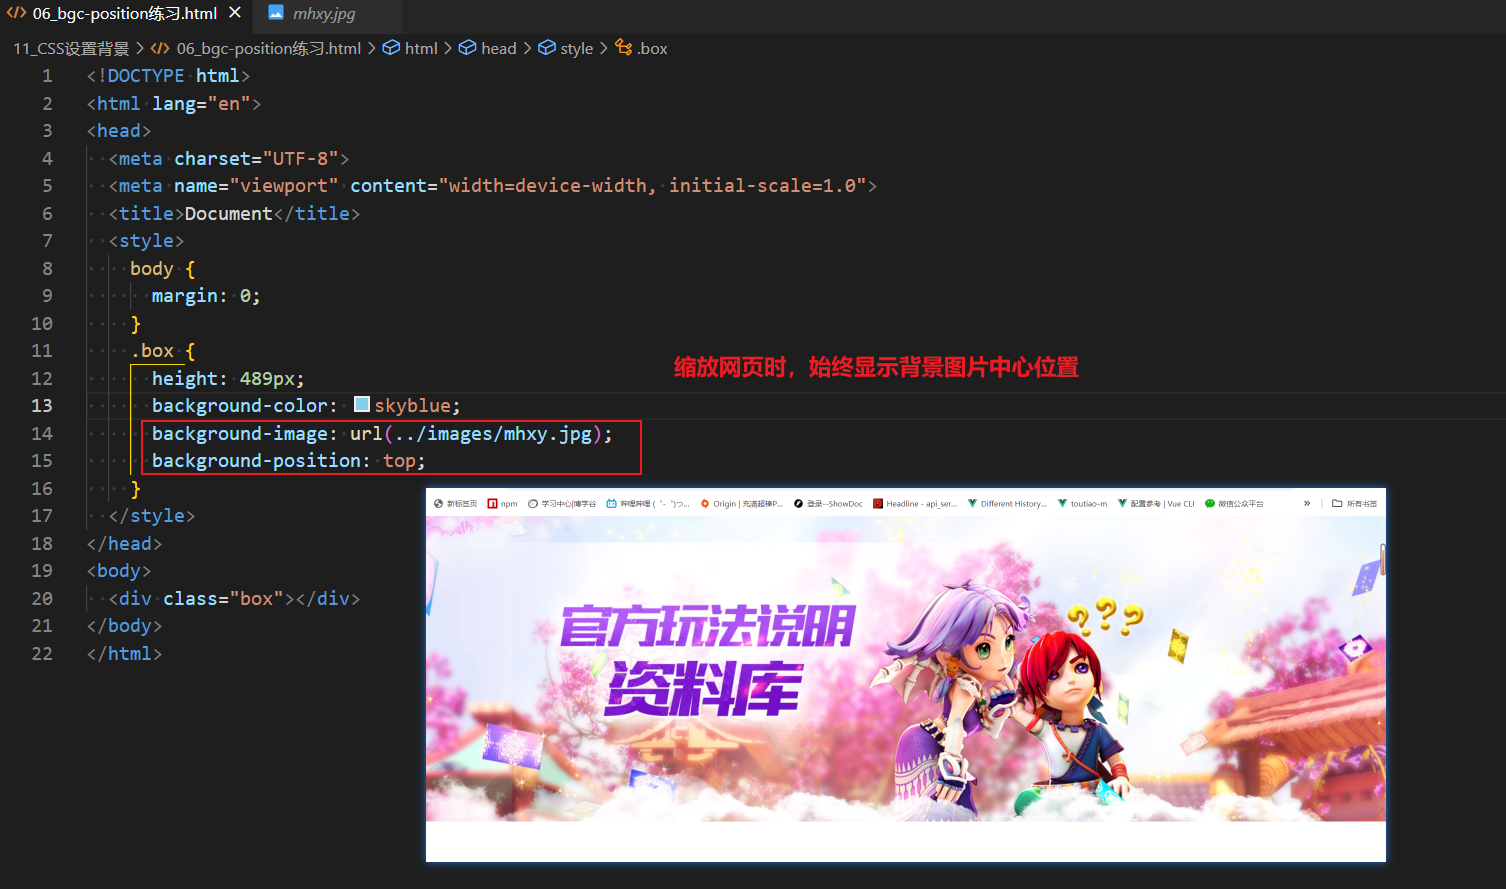 06_bgc-position练习.html
mhxy.jpg
11_CSS设置背景 > 06_bgc-position练习.html > html > head > style > .box
1 <!DOCTYPE html>
2 <html lang="en">
3 <head>
4 <meta charset="UTF-8">
5 <meta name="viewport" content="width=device-width, initial-scale=1.0">
6 <title>Document</title>
7 <style>
8 body {
9 margin: 0;
10 }
11 .box {
12 height: 489px;
缩放网页时，始终显示背景图片中心位置
13 background-color: skyblue;
14 background-image: url(../images/mhxy.jpg);
15 background-position: top;
16 }
17 </style>
18 </head>
19 <body>
20 <div class="box"></div>
21 </body>
22 </html>
新标签页 npm 学习中心|博学谷 哔哩哔哩 (゜-゜)つ... Origin | 充满超棒P... 登录--ShowDoc Headline - api_ser... Different History... toutiao-m 配置参考 | Vue CLI 微信公众平台 » 所有书签
官方玩法说明
资料库
???